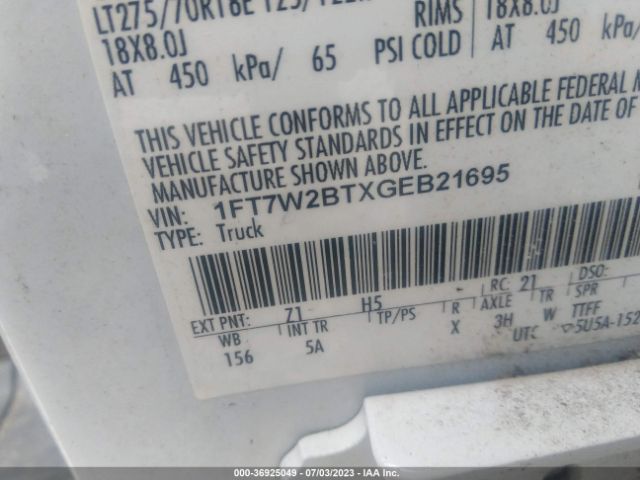 LT275/70R18E
18X8.0J RIMS 18X8.0J
AT 450 kPa/ 65 PSI COLD AT 450 kPa/
THIS VEHICLE CONFORMS TO ALL APPLICABLE FEDERAL
VEHICLE SAFETY STANDARDS IN EFFECT ON THE DATE OF
MANUFACTURE SHOWN ABOVE.
VIN: 1FT7W2BTXGEB21695
TYPE: Truck
EXT PNT: Z1 H5 RC: 21 DSO:
WB INT TR TP/PS R AXLE TR SPR
156 5A X 3H W TTFF
UTC ▽5U5A-152
000-36925049 - 07/03/2023 - IAA Inc.